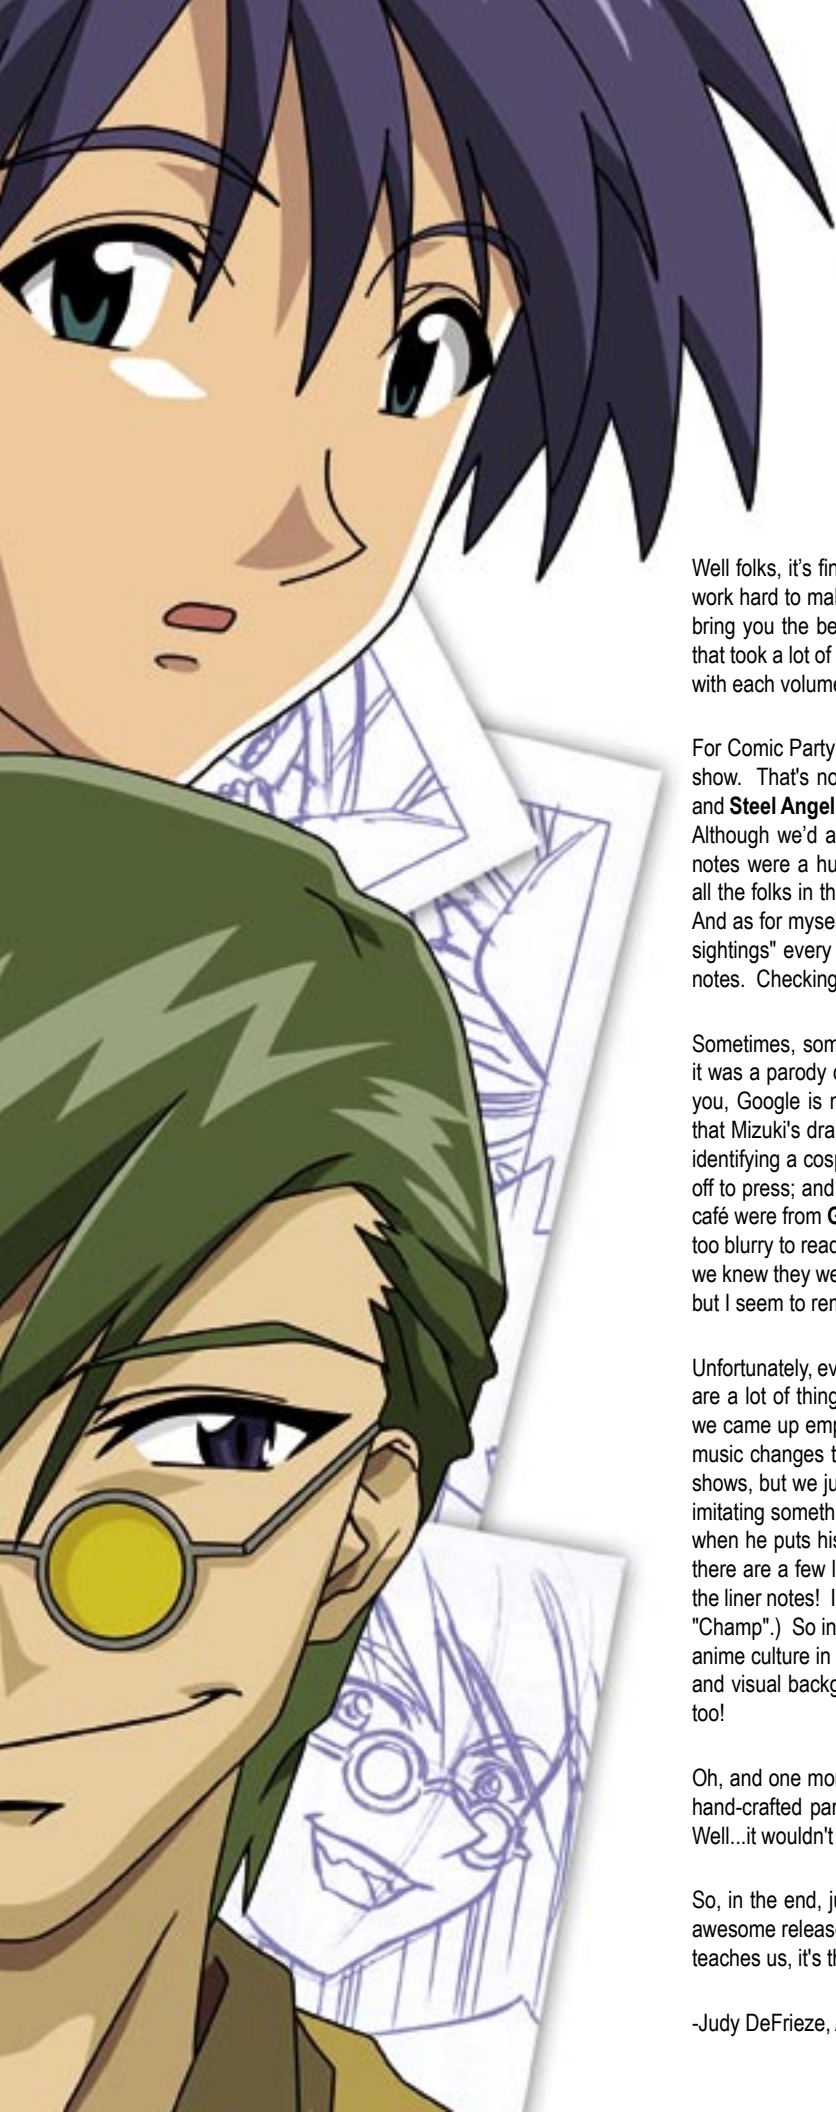 Well folks, it’s fin
work hard to mal
bring you the be
that took a lot of
with each volume
For Comic Party
show. That's no
and Steel Angel
Although we’d a
notes were a hu
all the folks in th
And as for mysel
sightings" every
notes. Checking
Sometimes, som
it was a parody o
you, Google is n
that Mizuki's dra
identifying a cosp
off to press; and
café were from G
too blurry to read
we knew they we
but I seem to rem
Unfortunately, ev
are a lot of thing
we came up emp
music changes t
shows, but we ju
imitating someth
when he puts his
there are a few l
the liner notes! I
"Champ".) So in
anime culture in
and visual backg
too!
Oh, and one mor
hand-crafted par
Well...it wouldn't
So, in the end, ju
awesome release
teaches us, it's th
-Judy DeFrieze,